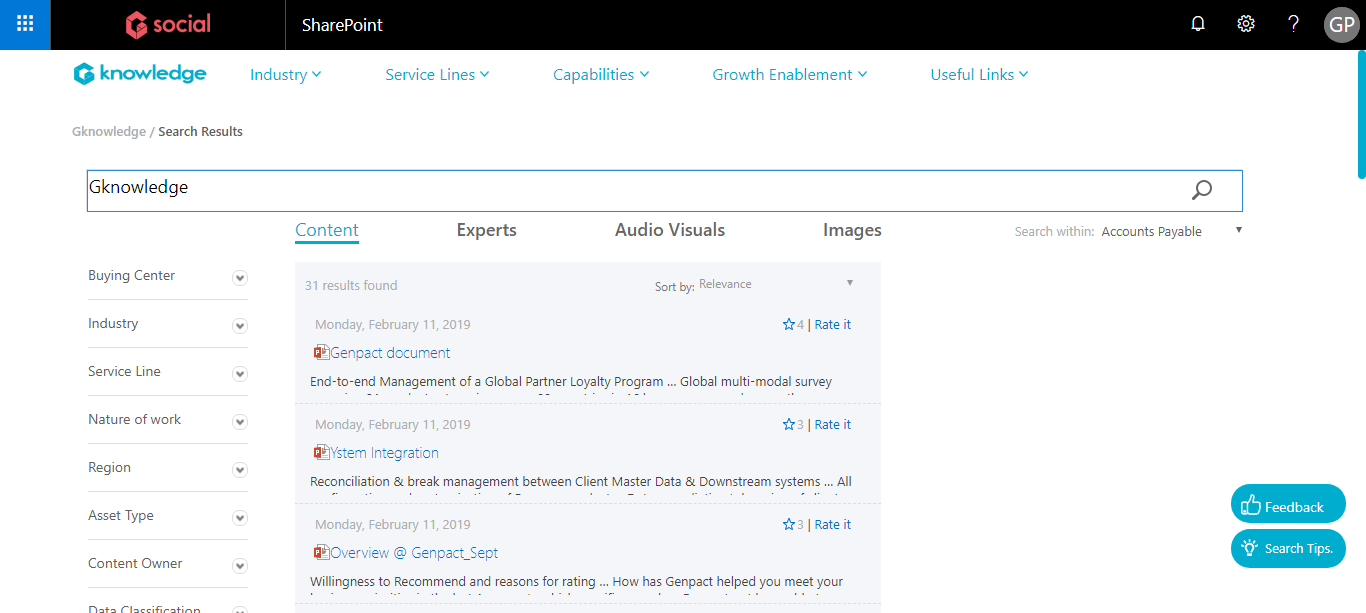 social
SharePoint
?
GP
knowledge
Industry
Service Lines
Capabilities
Growth Enablement
Useful Links
Gknowledge / Search Results
Gknowledge
Content
Experts
Audio Visuals
Images
Search within: Accounts Payable
Buying Center
Industry
Service Line
Nature of work
Region
Asset Type
Content Owner
Data Classification
31 results found
Sort by: Relevance
Monday, February 11, 2019
4 | Rate it
Genpact document
End-to-end Management of a Global Partner Loyalty Program ... Global multi-modal survey
Monday, February 11, 2019
3 | Rate it
Ystem Integration
Reconciliation & break management between Client Master Data & Downstream systems ... All
Monday, February 11, 2019
3 | Rate it
Overview @ Genpact_Sept
Willingness to Recommend and reasons for rating ... How has Genpact helped you meet your
Feedback
Search Tips.